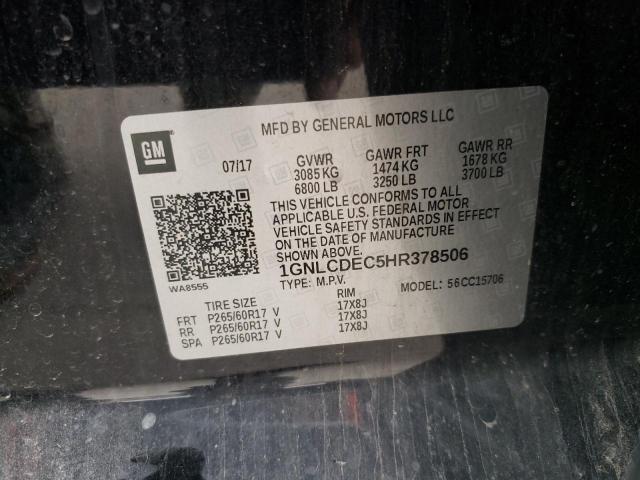 MFD BY GENERAL MOTORS LLC
GM
07/17 GVWR GAWR FRT GAWR RR
3085 KG 1474 KG 1678 KG
6800 LB 3250 LB 3700 LB
THIS VEHICLE CONFORMS TO ALL
APPLICABLE U.S. FEDERAL MOTOR
VEHICLE SAFETY STANDARDS IN EFFECT
ON THE DATE OF MANUFACTURE
SHOWN ABOVE.
1GNLCDEC5HR378506
WA8555
TYPE: M.P.V. MODEL: 56CC15706
TIRE SIZE RIM
FRT P265/60R17 V 17X8J
RR P265/60R17 V 17X8J
SPA P265/60R17 V 17X8J